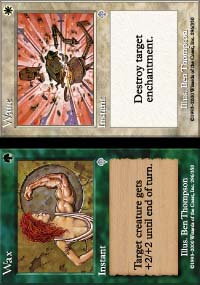 Wane
Instant
Destroy target
enchantment.
Illus. Ben Thompson
Wax
Instant
Target creature gets
+2/+2 until end of turn.
Illus. Ben Thompson